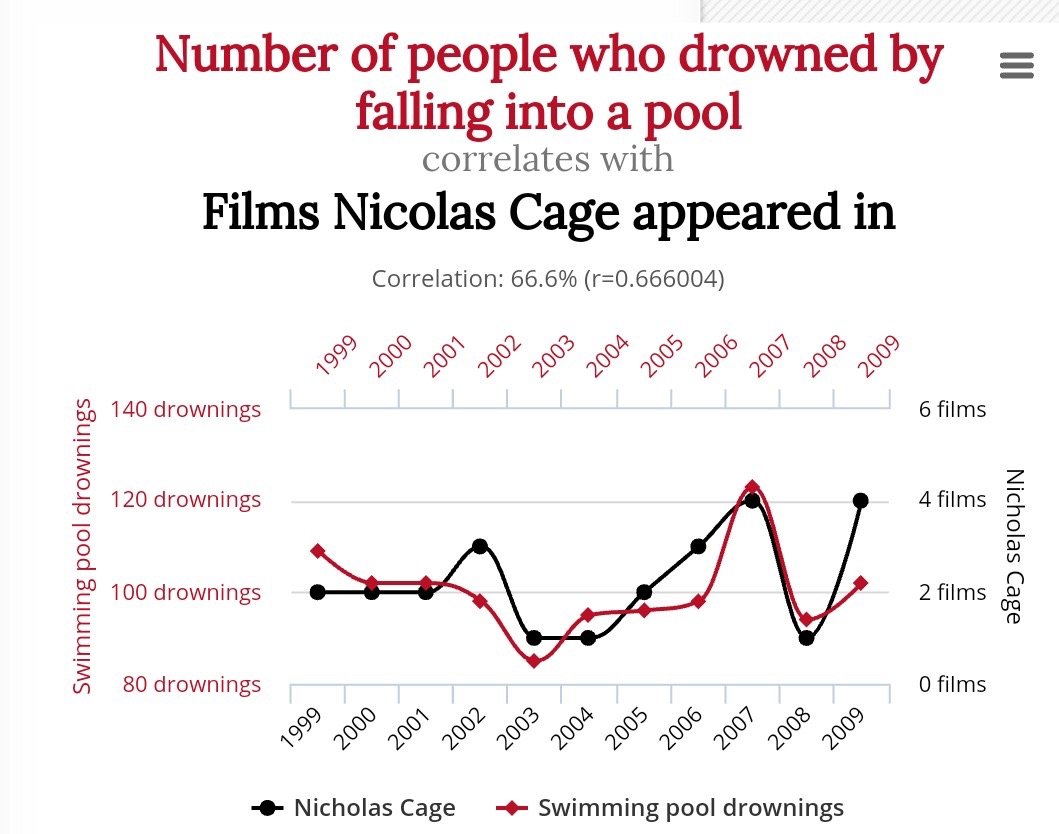 Number of people who drowned by
falling into a pool
correlates with
Films Nicolas Cage appeared in
Correlation: 66.6% (r=0.666004)
1999 2000 2001 2002 2003 2004 2005 2006 2007 2008 2009
Swimming pool drownings
140 drownings
120 drownings
100 drownings
80 drownings
6 films
4 films
2 films
0 films
Nicholas Cage
1999 2000 2001 2002 2003 2004 2005 2006 2007 2008 2009
Nicholas Cage Swimming pool drownings